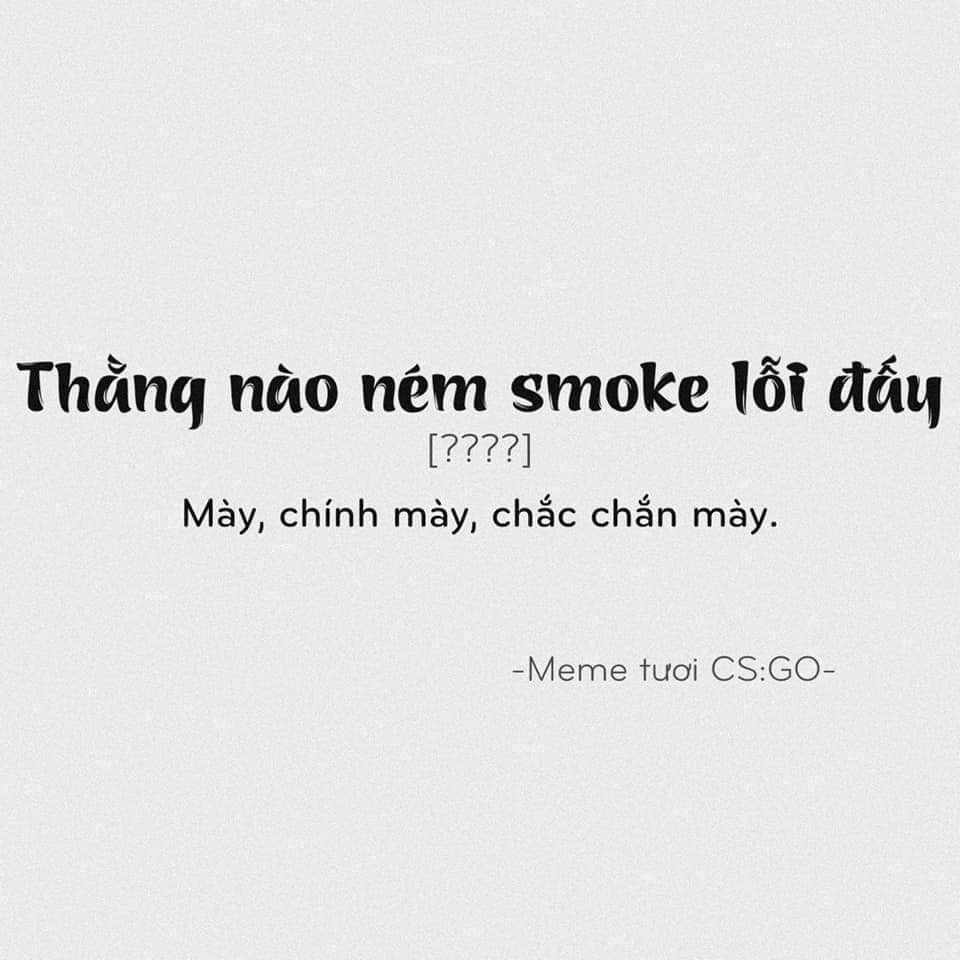 Thằng nào ném smoke lỗi đấy
[????]
Mày, chính mày, chắc chắn mày.
-Meme tươi CS:GO-